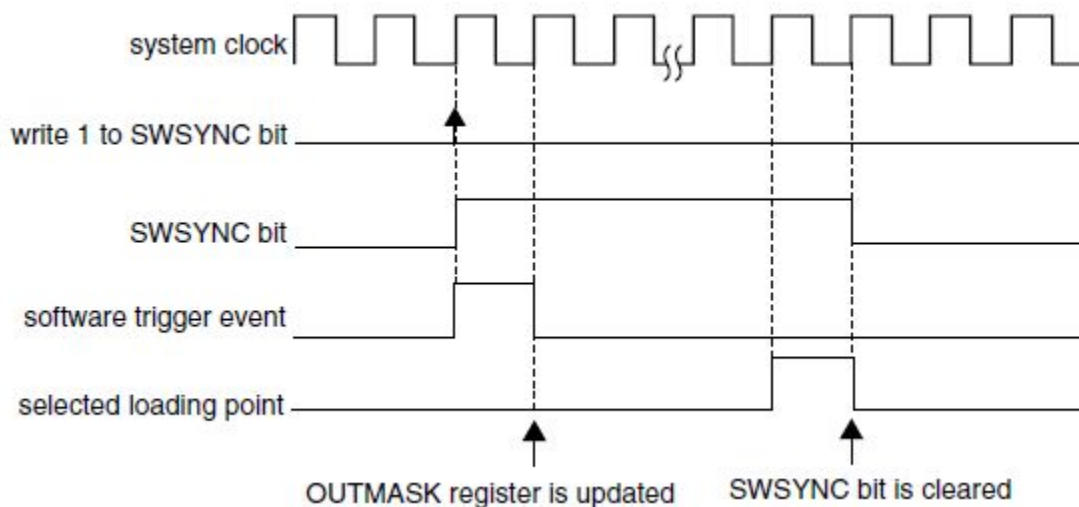 system clock
write 1 to SWSYNC bit
SWSYNC bit
software trigger event
selected loading point
OUTMASK register is updated
SWSYNC bit is cleared